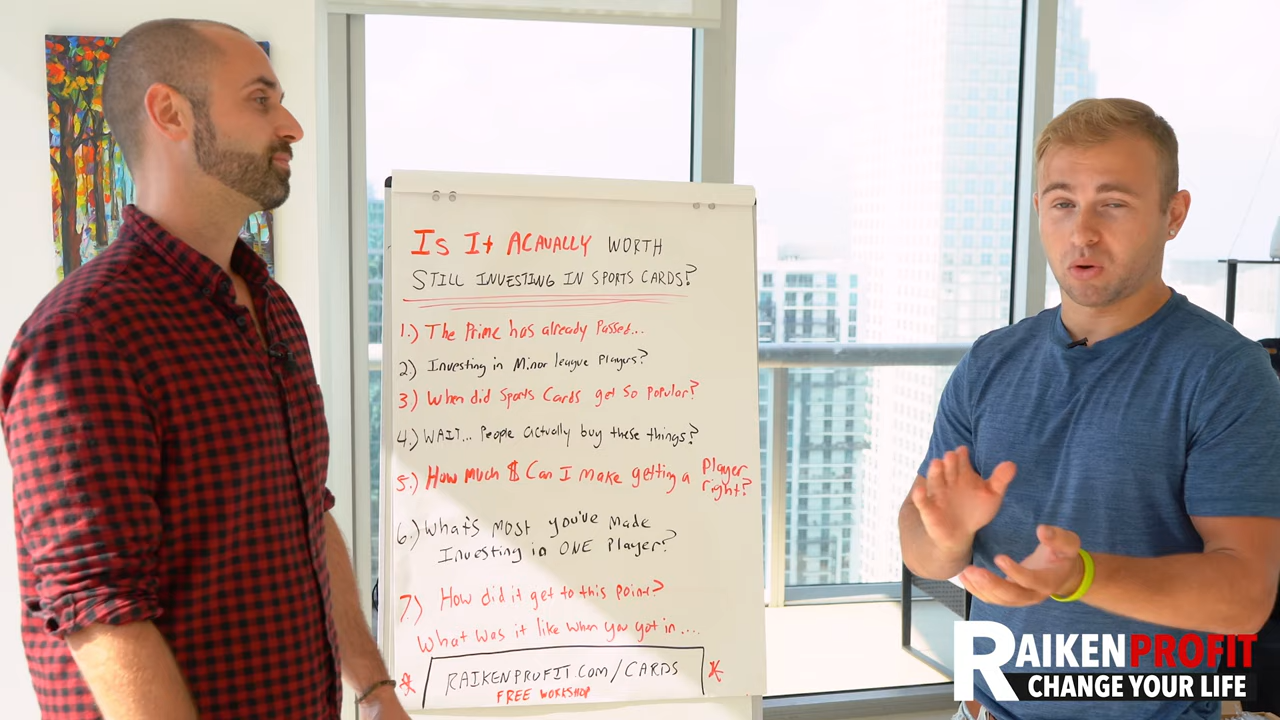 Is It ACAUALLY WORTH
STILL INVESTING IN SPORTS CARDS?
1.) The Prime has already Passed...
2) Investing in Minor league Players?
3) When did Sports Cards get So Popular?
4.) WAIT... People actually buy these things?
5.) How much $ Can I make getting a Player
right?
6.) What's most you've made
Investing in ONE Player?
7.) How did it get to this point?
What was it like when you got in....
* RAIKENPROFIT.COM/CARDS *
FREE WORKSHOP
RAIKENPROFIT
CHANGE YOUR LIFE